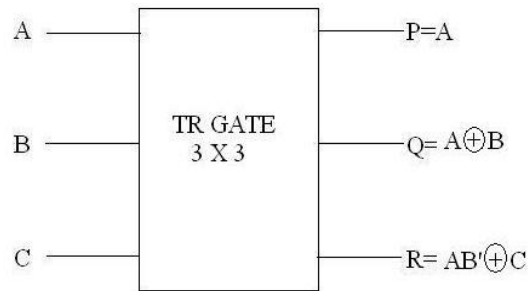 A
P=A
TR GATE
3 X 3
B
Q= A⊕B
C
R= AB'⊕C